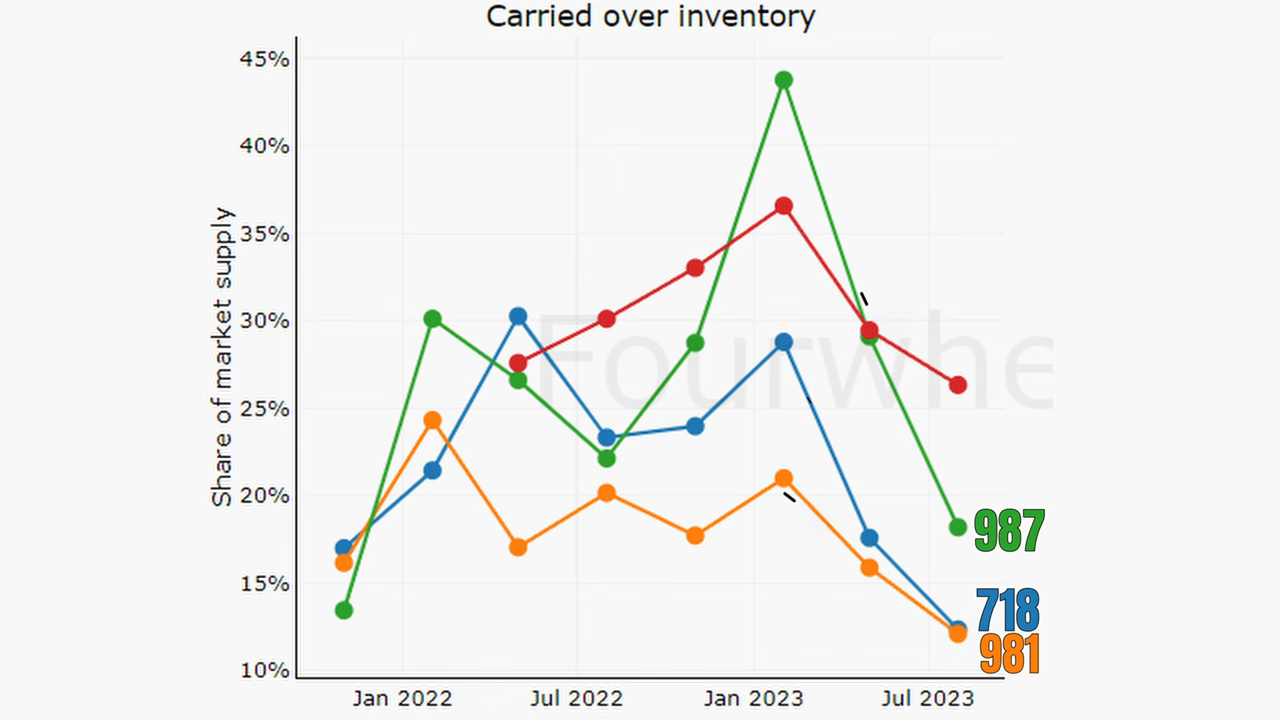 Carried over inventory
Share of market supply
45%
40%
35%
30%
25%
20%
15%
10%
Fourwhe
987
718
981
Jan 2022
Jul 2022
Jan 2023
Jul 2023